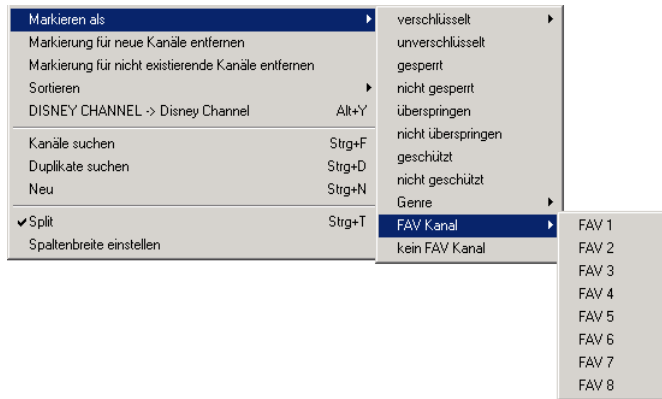 Markieren als
Markierung für neue Kanäle entfernen
Markierung für nicht existierende Kanäle entfernen
Sortieren
DISNEY CHANNEL -> Disney Channel Alt+Y
Kanäle suchen Strg+F
Duplikate suchen Strg+D
Neu Strg+N
Split Strg+T
Spaltenbreite einstellen
verschlüsselt
unverschlüsselt
gesperrt
nicht gesperrt
überspringen
nicht überspringen
geschützt
nicht geschützt
Genre
FAV Kanal
kein FAV Kanal
FAV 1
FAV 2
FAV 3
FAV 4
FAV 5
FAV 6
FAV 7
FAV 8